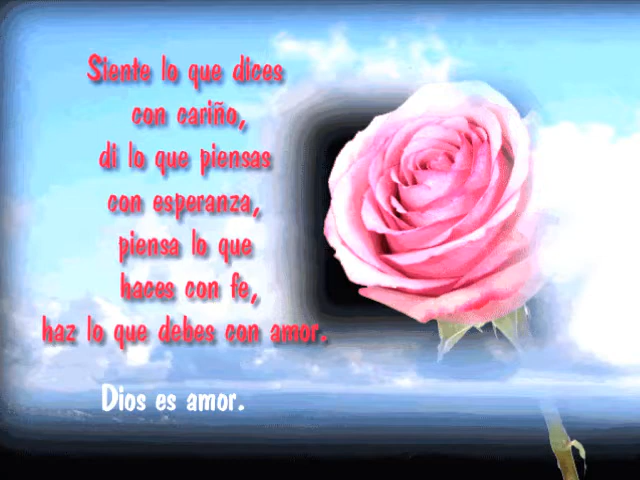 Siente lo que dices
con cariño,
di lo que piensas
con esperanza,
piensa lo que
haces con fe,
haz lo que debes con amor.
Dios es amor.